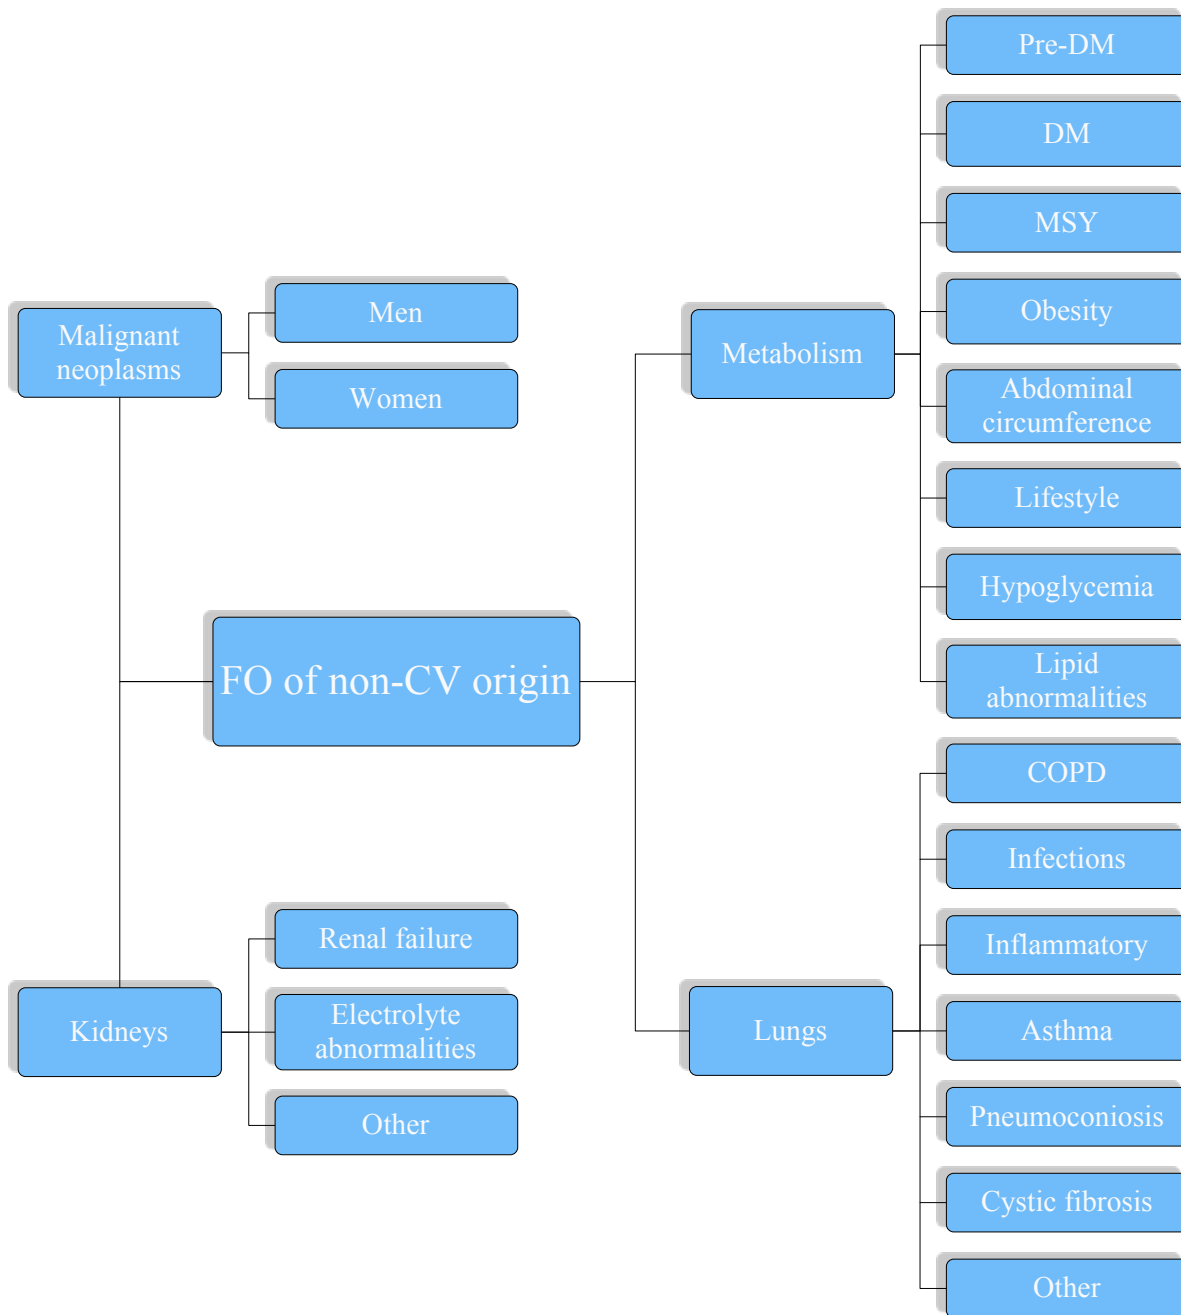 Malignant
neoplasms
Men
Women
FO of non-CV origin
Kidneys
Renal failure
Electrolyte
abnormalities
Other
Metabolism
Pre-DM
DM
MSY
Obesity
Abdominal
circumference
Lifestyle
Hypoglycemia
Lipid
abnormalities
Lungs
COPD
Infections
Inflammatory
Asthma
Pneumoconiosis
Cystic fibrosis
Other